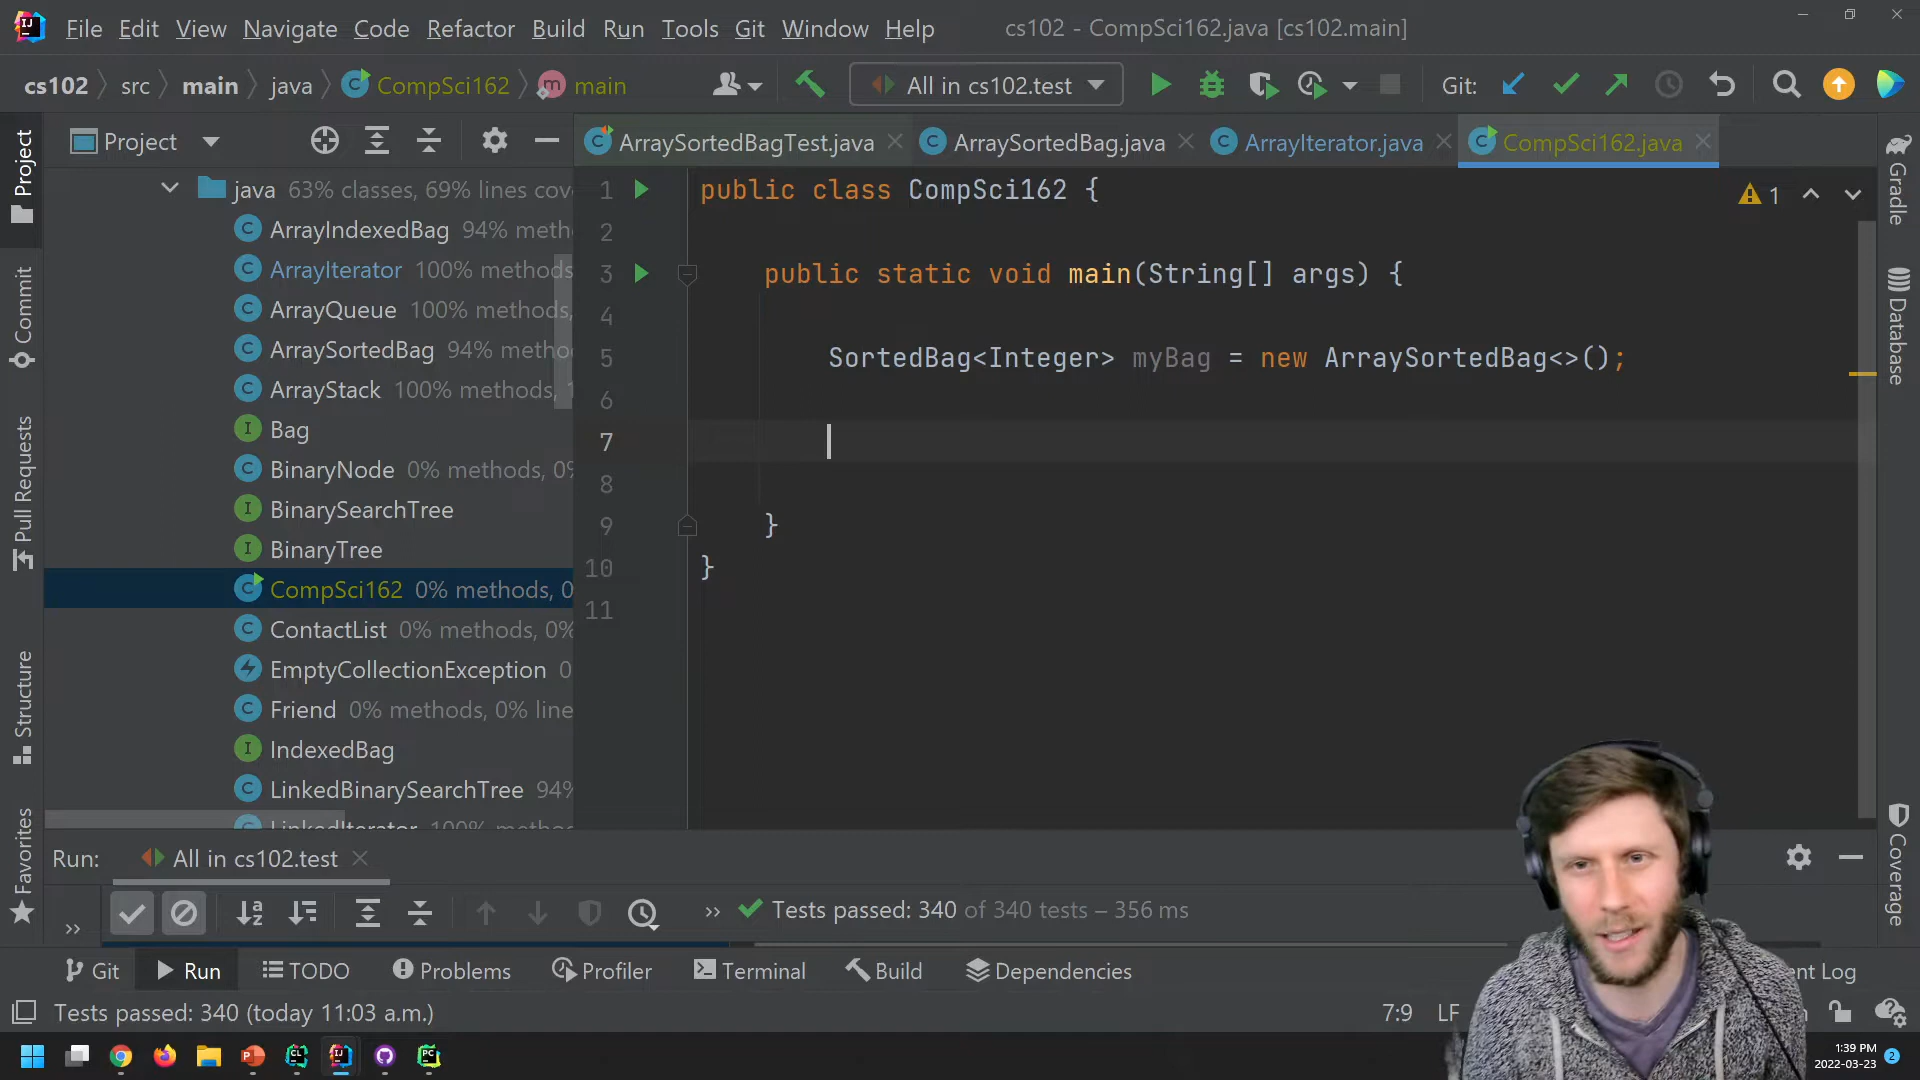 File Edit View Navigate Code Refactor Build Run Tools Git Window Help cs102 - CompSci162.java [cs102.main]
cs102 src main java CompSci162 main All in cs102.test Git:
Project
ArraySortedBagTest.java ArraySortedBag.java ArrayIterator.java CompSci162.java
java 63% classes, 69% lines cov
ArrayIndexedBag 94% meth
ArrayIterator 100% methods
ArrayQueue 100% methods,
ArraySortedBag 94% metho
ArrayStack 100% methods,
Bag
BinaryNode 0% methods, 0%
BinarySearchTree
BinaryTree
CompSci162 0% methods, 0
ContactList 0% methods, 0%
EmptyCollectionException 0
Friend 0% methods, 0% line
IndexedBag
LinkedBinarySearchTree 94%
LinkedIterator 100% metho
1 public class CompSci162 {
2
3 public static void main(String[] args) {
4
5 SortedBag<Integer> myBag = new ArraySortedBag<>();
6
7
8
9 }
10 }
11
1
Project
Commit
Pull Requests
Structure
Favorites
Gradle
Database
Coverage
Run: All in cs102.test
» » Tests passed: 340 of 340 tests – 356 ms
Git Run TODO Problems Profiler Terminal Build Dependencies nt Log
Tests passed: 340 (today 11:03 a.m.) 7:9 LF
1:39 PM
2022-03-23
2